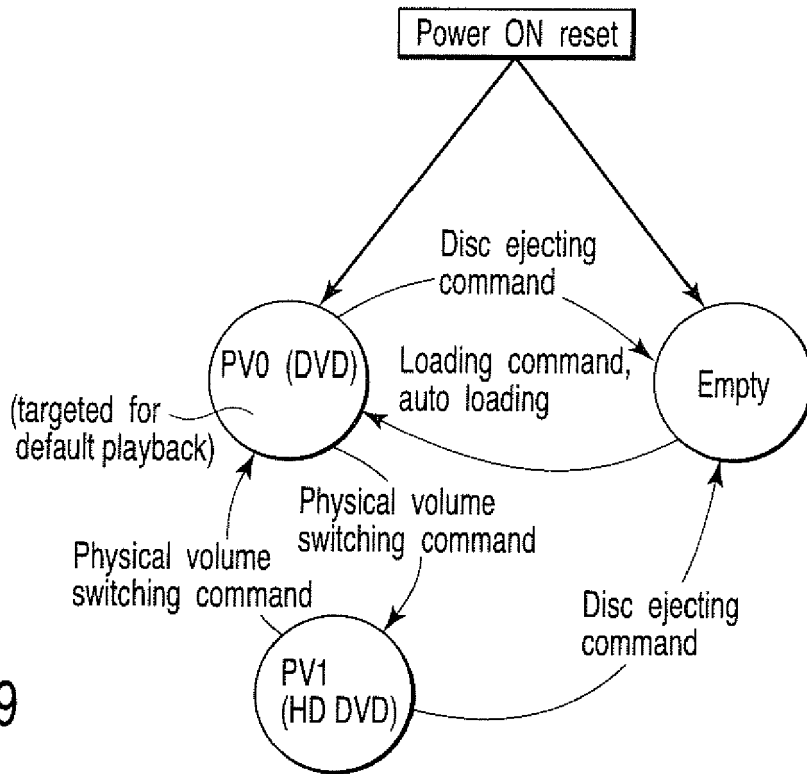 Power ON reset
Disc ejecting
command
PV0 (DVD)
Loading command,
auto loading
Empty
(targeted for
default playback)
Physical volume
switching command
Physical volume
switching command
Disc ejecting
command
PV1
(HD DVD)
9